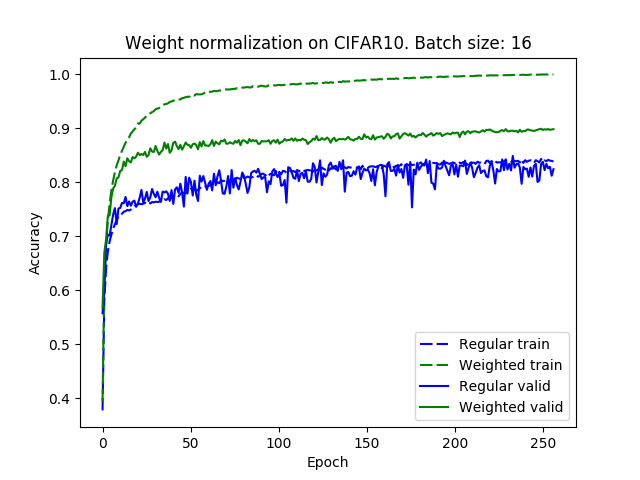 Weight normalization on CIFAR10. Batch size: 16
1.0
0.9
0.8
0.7
0.6
0.5
0.4
Accuracy
0 50 100 150 200 250
Epoch
Regular train
Weighted train
Regular valid
Weighted valid